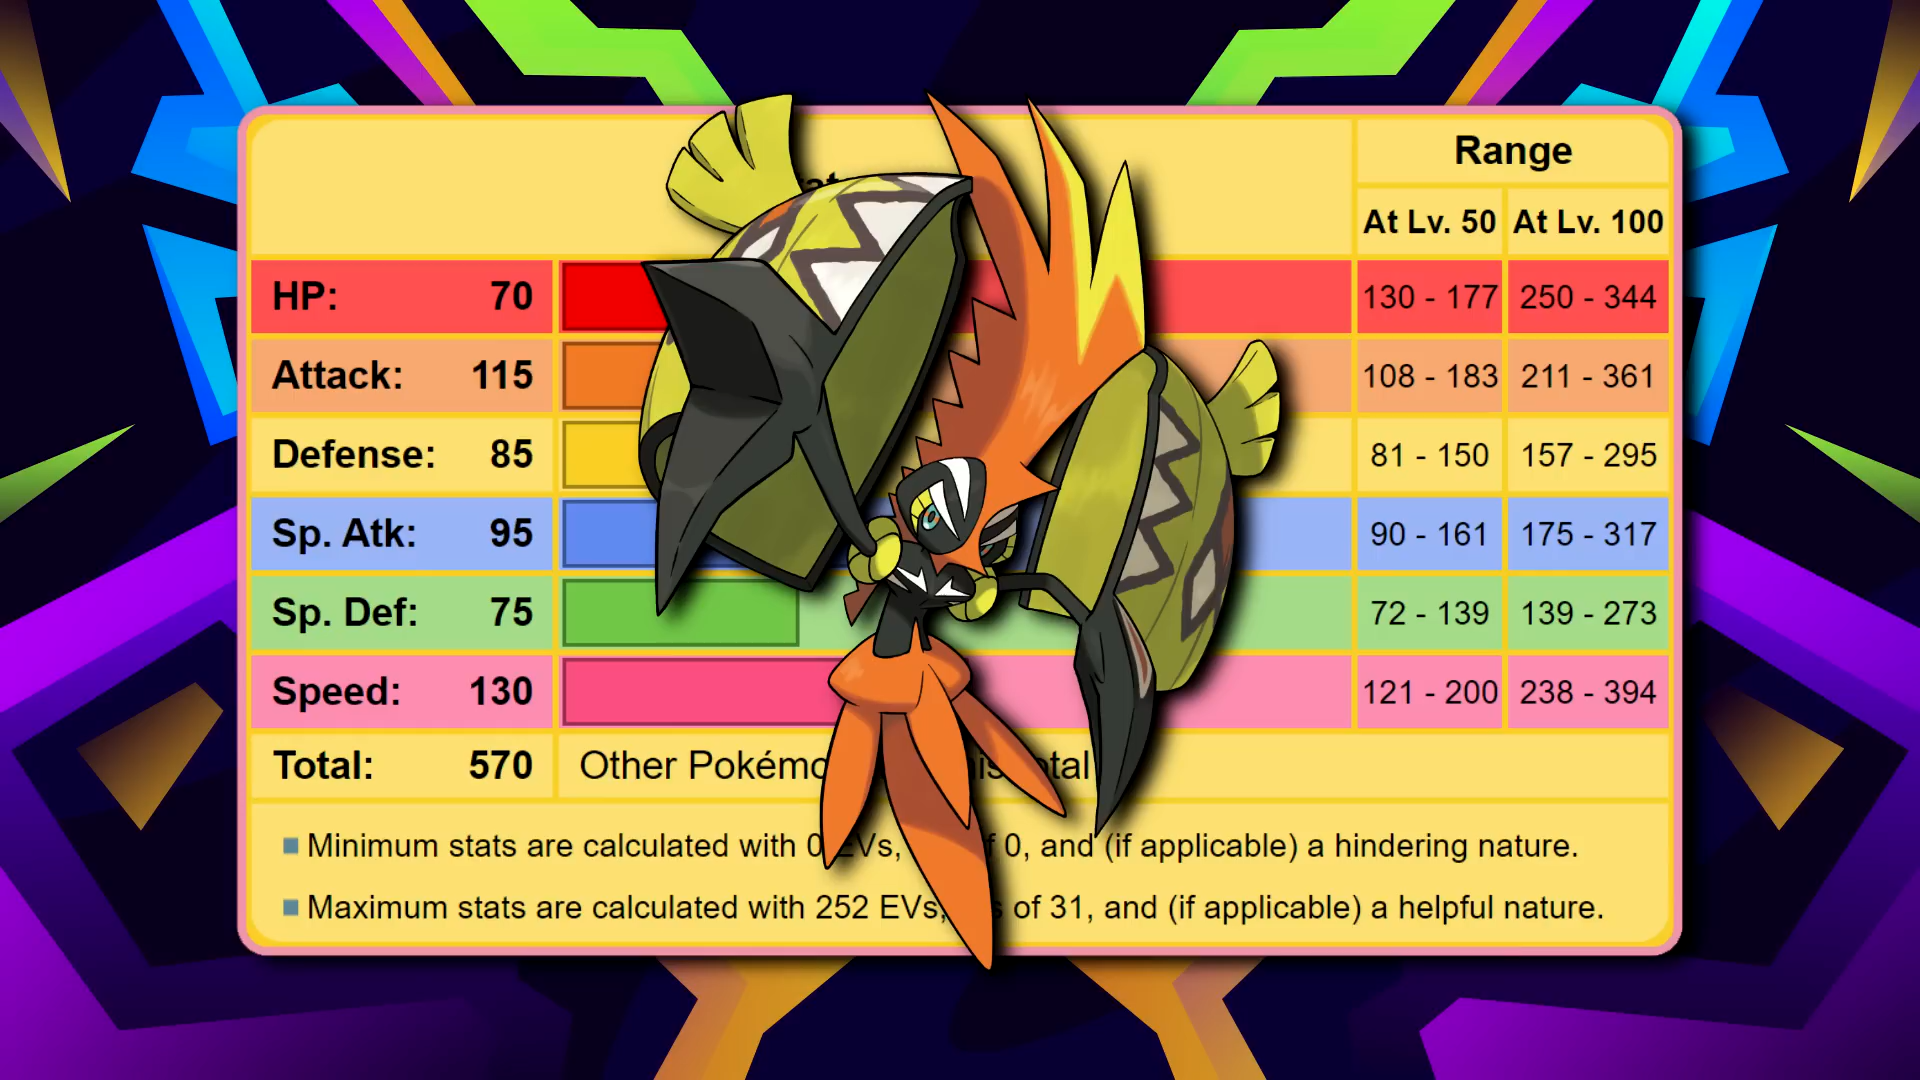 Range
At Lv. 50 At Lv. 100
HP: 70 130 - 177 250 - 344
Attack: 115 108 - 183 211 - 361
Defense: 85 81 - 150 157 - 295
Sp. Atk: 95 90 - 161 175 - 317
Sp. Def: 75 72 - 139 139 - 273
Speed: 130 121 - 200 238 - 394
Total: 570 Other
Minimum stats are calculated with 0 EVs, 0, and (if applicable) a hindering nature.
Maximum stats are calculated with 252 EVs, of 31, and (if applicable) a helpful nature.